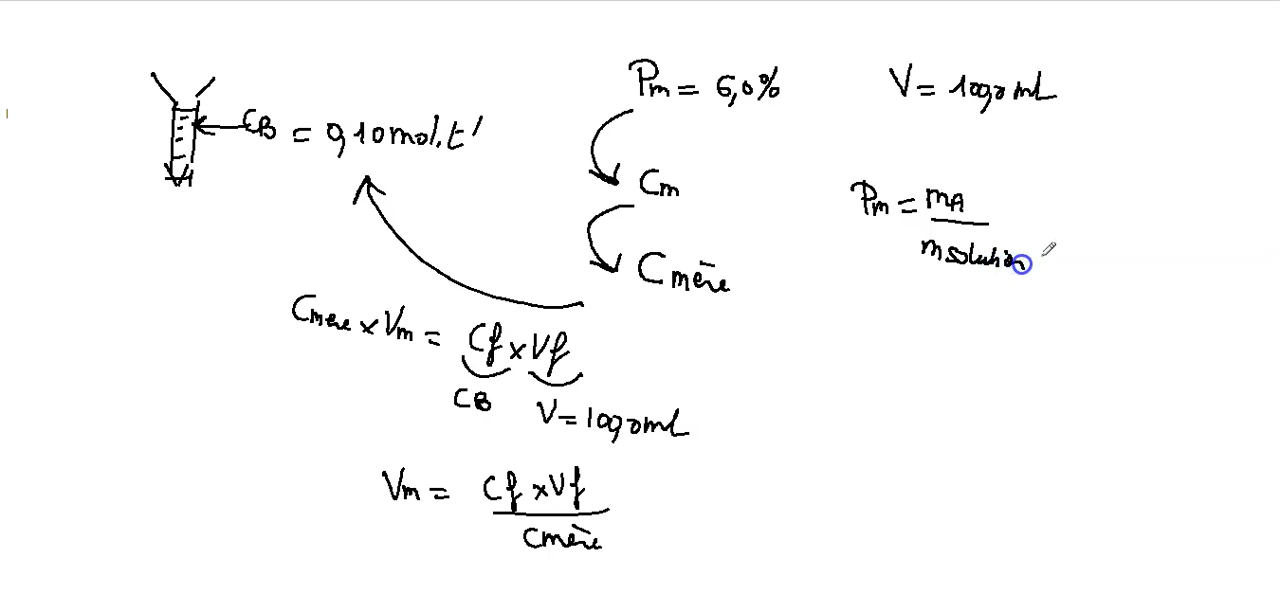 Pm = 6,0%
V = 100,0 mL
CB = 0,10 mol.L⁻¹
Cm
Pm = mA / msolution
Cmère
Cmère x Vm = Cf x Vf
CB
V = 100,0 mL
Vm = Cf x Vf / Cmère